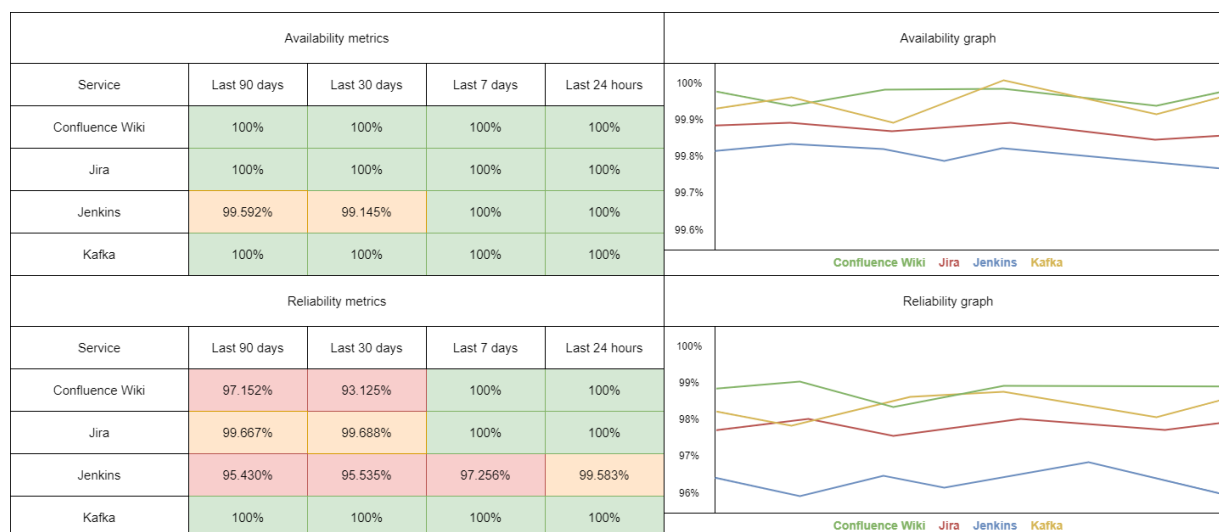 Availability metrics
Availability graph
Service Last 90 days Last 30 days Last 7 days Last 24 hours
Confluence Wiki 100% 100% 100% 100%
Jira 100% 100% 100% 100%
Jenkins 99.592% 99.145% 100% 100%
Kafka 100% 100% 100% 100%
100%
99.9%
99.8%
99.7%
99.6%
Confluence Wiki Jira Jenkins Kafka
Reliability metrics
Reliability graph
Service Last 90 days Last 30 days Last 7 days Last 24 hours
Confluence Wiki 97.152% 93.125% 100% 100%
Jira 99.667% 99.688% 100% 100%
Jenkins 95.430% 95.535% 97.256% 99.583%
Kafka 100% 100% 100% 100%
100%
99%
98%
97%
96%
Confluence Wiki Jira Jenkins Kafka